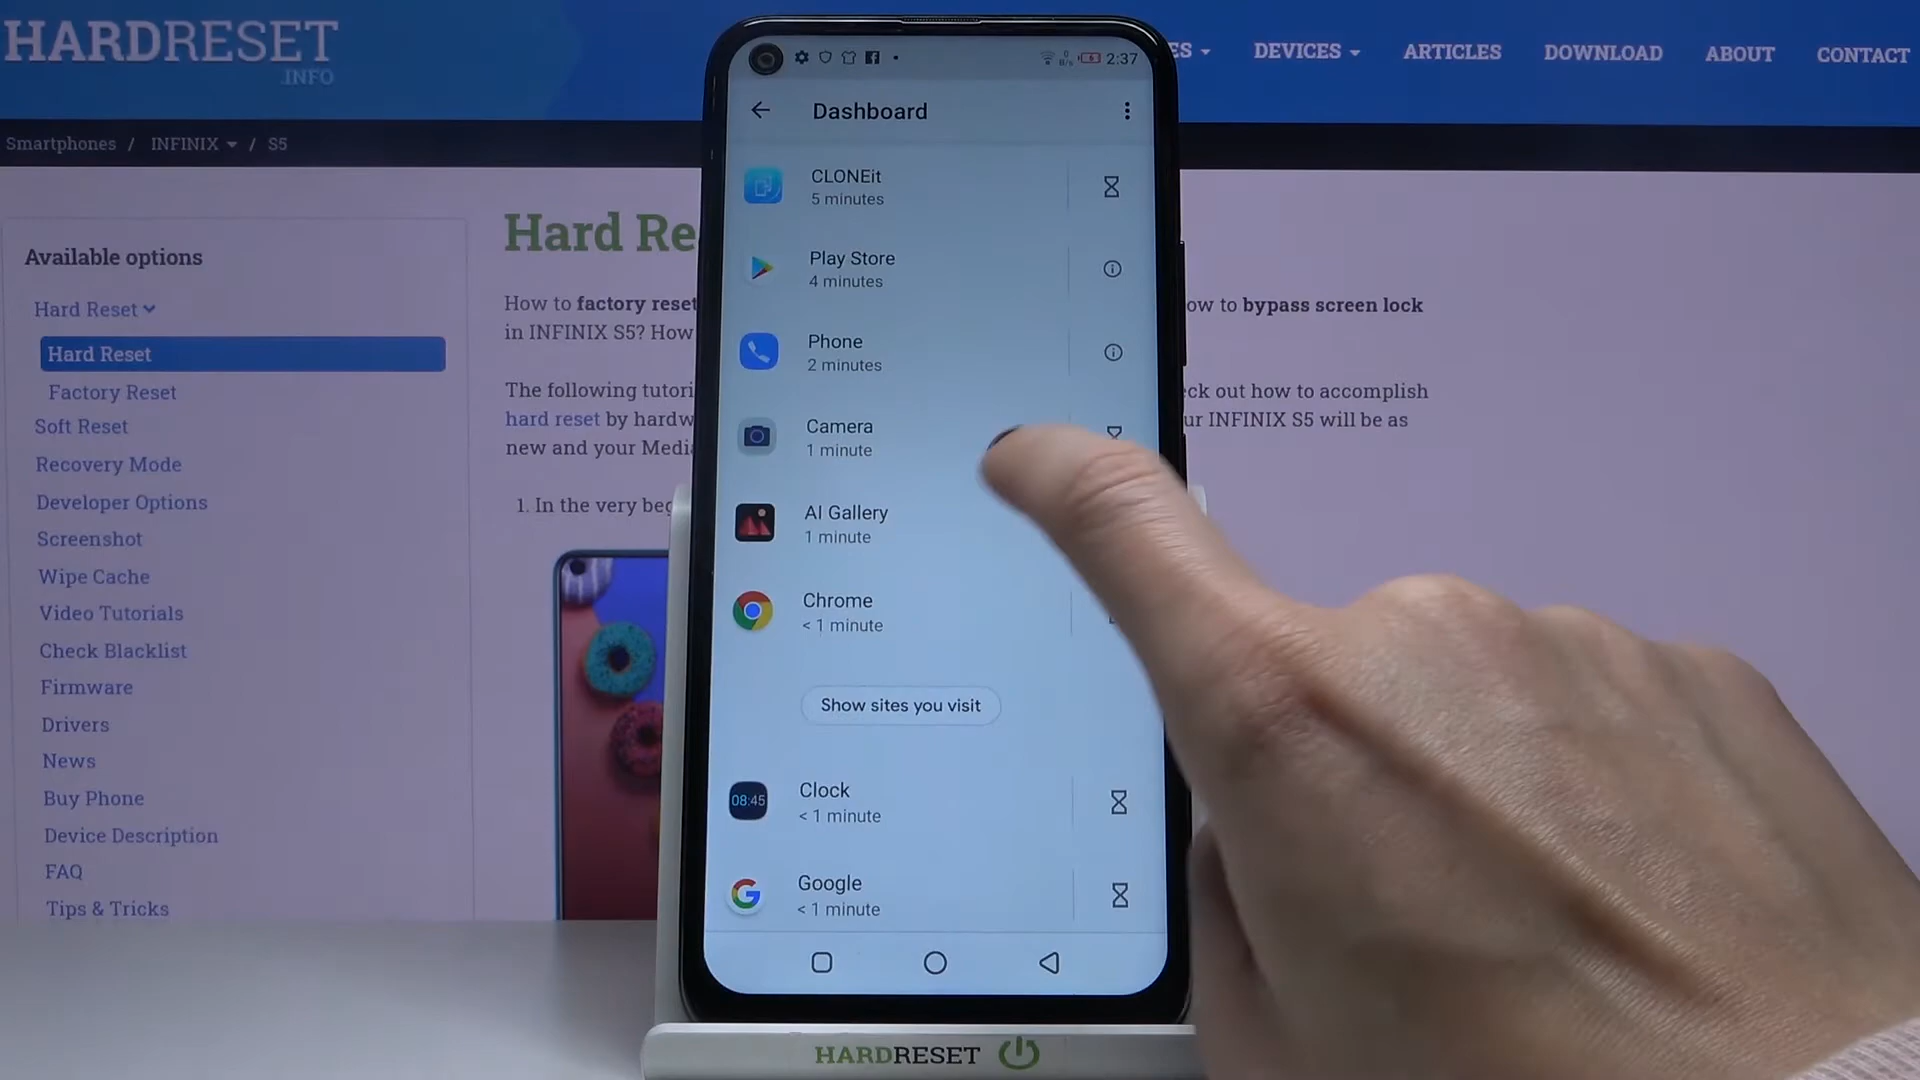 HARDRESET
.INFO
ES
DEVICES
ARTICLES
DOWNLOAD
ABOUT
CONTACT
Smartphones / INFINIX / S5
Available options
Hard Reset
Hard Reset
Factory Reset
Soft Reset
Recovery Mode
Developer Options
Screenshot
Wipe Cache
Video Tutorials
Check Blacklist
Firmware
Drivers
News
Buy Phone
Device Description
FAQ
Tips & Tricks
Hard Re
How to factory reset
ow to bypass screen lock
in INFINIX S5? How
The following tutori
eck out how to accomplish
hard reset by hardw
ur INFINIX S5 will be as
new and your Medi
1. In the very beg
2:37
Dashboard
CLONEit
5 minutes
Play Store
4 minutes
Phone
2 minutes
Camera
1 minute
AI Gallery
1 minute
Chrome
< 1 minute
Show sites you visit
08:45
Clock
< 1 minute
Google
< 1 minute
HARDRESET